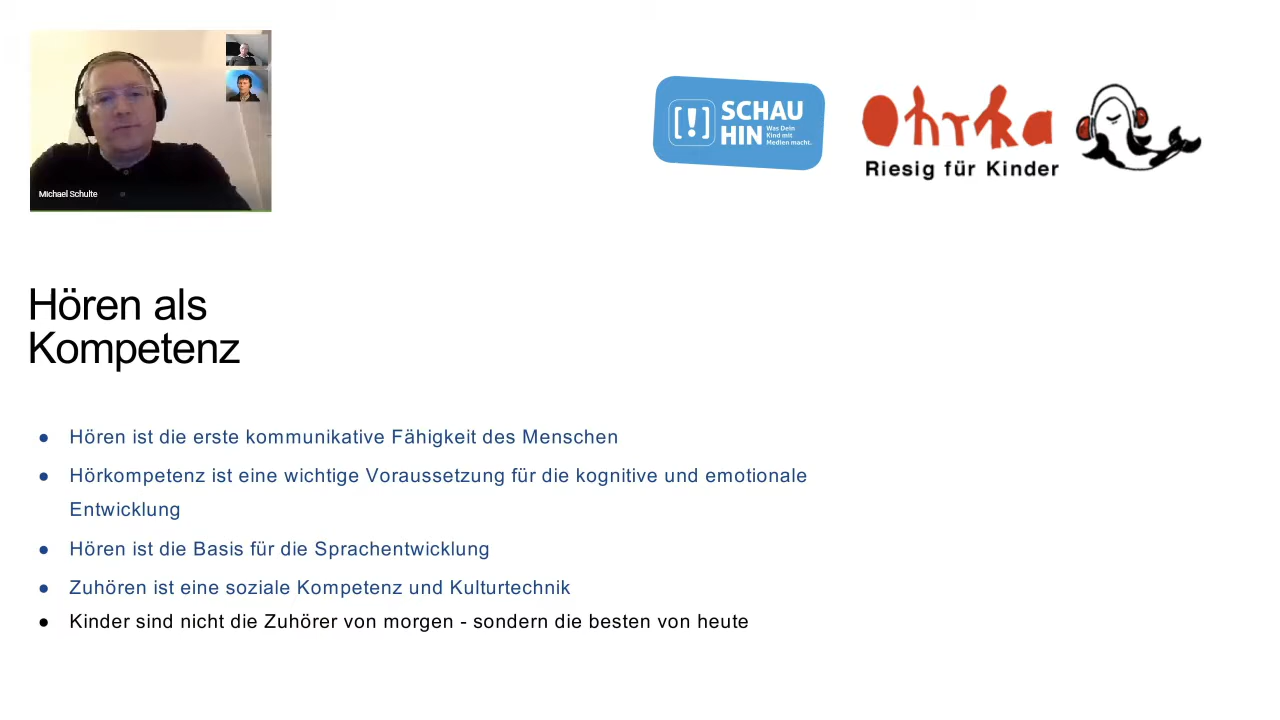 Michael Schulte
[!] SCHAU
HIN Was Dein
Kind mit
Medien macht.
Ohrka
Riesig für Kinder
Hören als
Kompetenz
● Hören ist die erste kommunikative Fähigkeit des Menschen
● Hörkompetenz ist eine wichtige Voraussetzung für die kognitive und emotionale
Entwicklung
● Hören ist die Basis für die Sprachentwicklung
● Zuhören ist eine soziale Kompetenz und Kulturtechnik
● Kinder sind nicht die Zuhörer von morgen - sondern die besten von heute